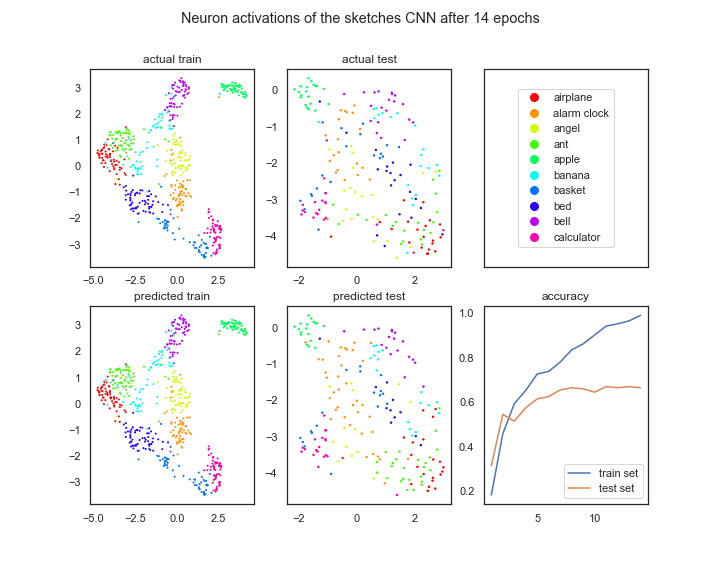 Neuron activations of the sketches CNN after 14 epochs
actual train
3
2
1
0
−1
−2
−3
−5.0 −2.5 0.0 2.5
actual test
0
−1
−2
−3
−4
−2 0 2
airplane
alarm clock
angel
ant
apple
banana
basket
bed
bell
calculator
predicted train
3
2
1
0
−1
−2
−3
−5.0 −2.5 0.0 2.5
predicted test
0
−1
−2
−3
−4
−2 0 2
accuracy
1.0
0.8
0.6
0.4
0.2
train set
test set
5 10